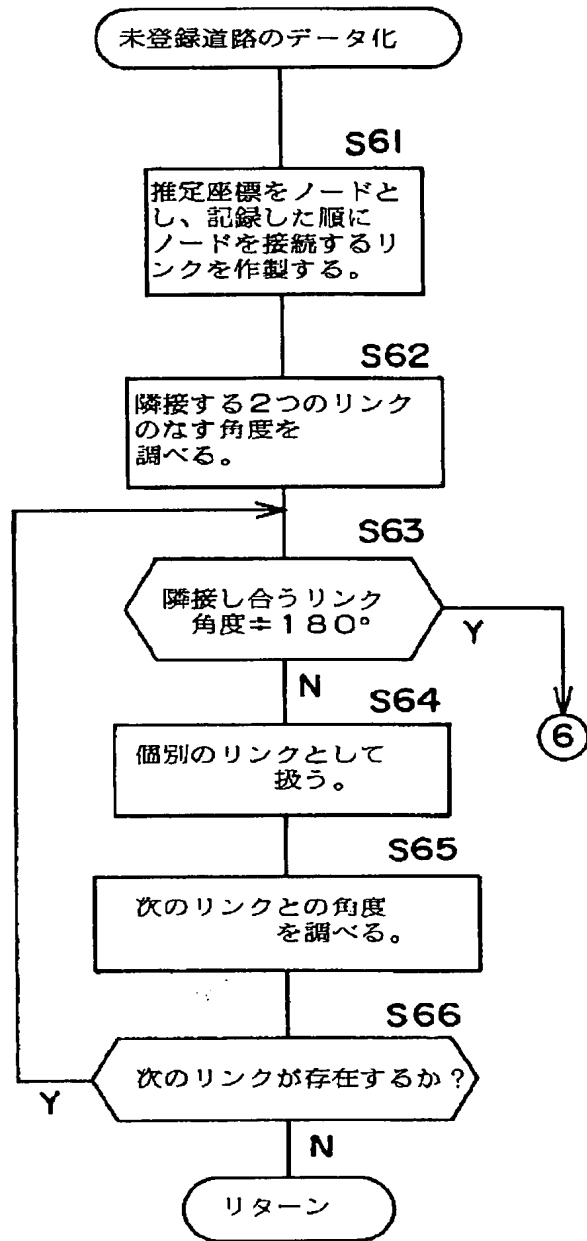 未登録道路のデータ化
S61
推定座標をノードと
し、記録した順に
ノードを接続するリ
ンクを作製する。
S62
隣接する2つのリンク
のなす角度を
調べる。
S63
隣接し合うリンク
角度≠180°
Y
N
6
S64
個別のリンクとして
扱う。
S65
次のリンクとの角度
を調べる。
S66
次のリンクが存在するか？
Y
N
リターン